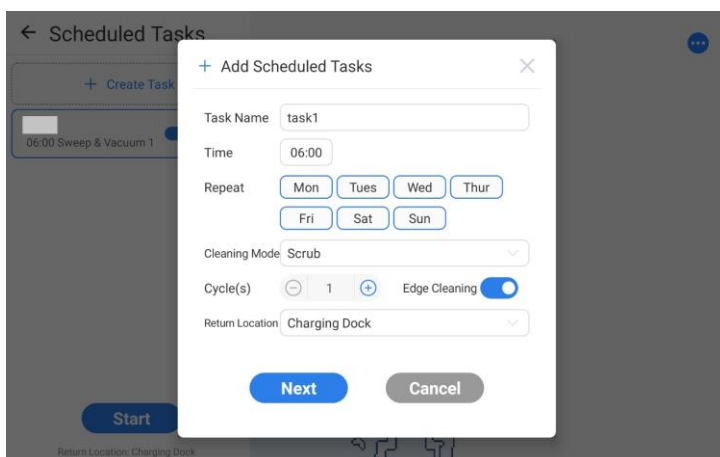 Scheduled Tasks
+ Create Task
06:00 Sweep & Vacuum 1
Start
Return Location: Charging Dock
+ Add Scheduled Tasks
Task Name task1
Time 06:00
Repeat Mon Tues Wed Thur
Fri Sat Sun
Cleaning Mode Scrub
Cycle(s) 1 Edge Cleaning
Return Location Charging Dock
Next Cancel